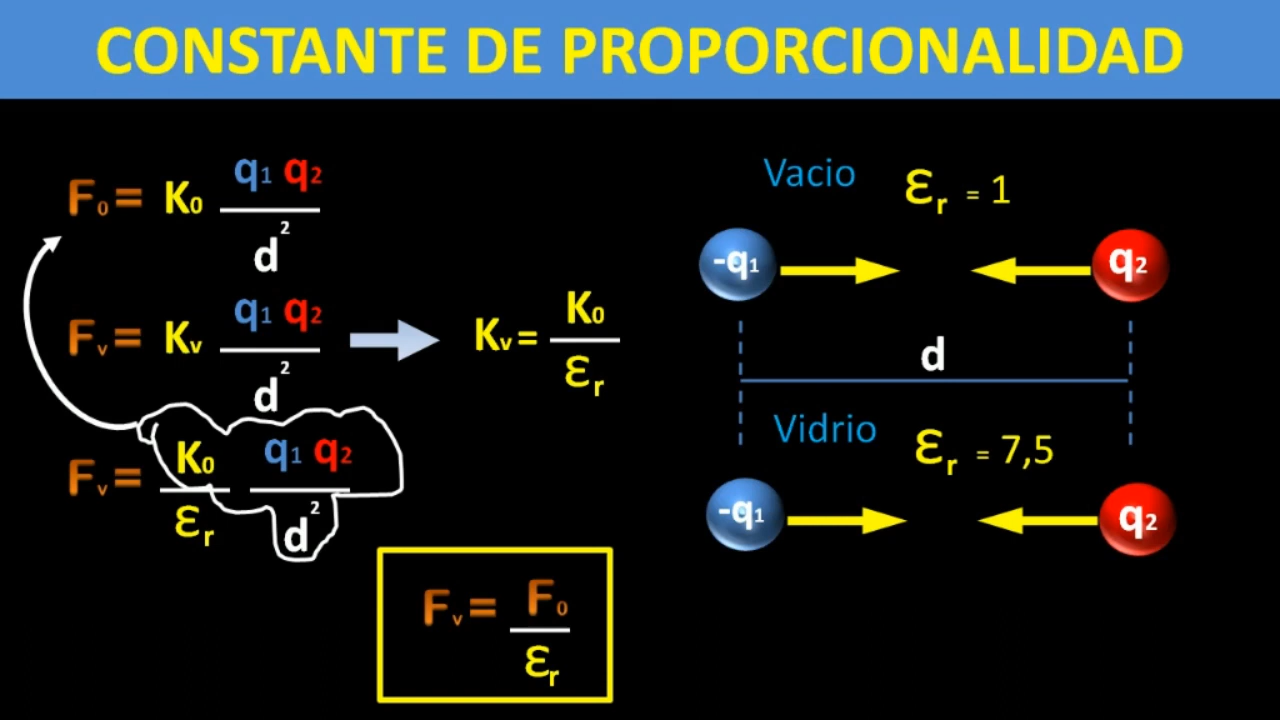 CONSTANTE DE PROPORCIONALIDAD
F₀ = K₀ q₁ q₂ / d²
Fᵥ = Kᵥ q₁ q₂ / d²
Kᵥ = K₀ / εᵣ
Fᵥ = K₀ / εᵣ q₁ q₂ / d²
Fᵥ = F₀ / εᵣ
Vacio εᵣ = 1
-q₁ q₂
d
Vidrio εᵣ = 7,5
-q₁ q₂